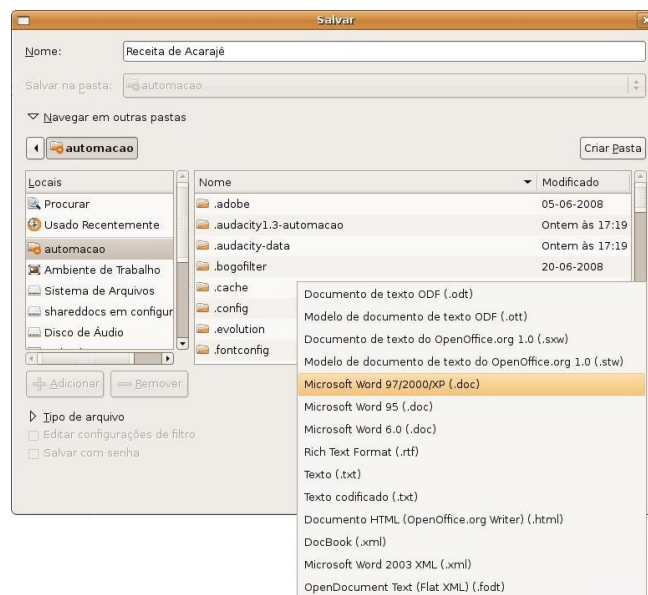 Salvar
Nome: Receita de Acarajé
Salvar na pasta: automacao
Navegar em outras pastas
automacao Criar Pasta
Locais
Procurar
Usado Recentemente
automacao
Ambiente de Trabalho
Sistema de Arquivos
shareddocs em configur
Disco de Áudio
Nome Modificado
.adobe 05-06-2008
.audacity1.3-automacao Ontem às 17:19
.audacity-data Ontem às 17:19
.bogofilter 20-06-2008
.cache
.config
.evolution
.fontconfig
Adicionar Remover
Tipo de arquivo
Editar configurações de filtro
Salvar com senha
Documento de texto ODF (.odt)
Modelo de documento de texto ODF (.ott)
Documento de texto do OpenOffice.org 1.0 (.sxw)
Modelo de documento de texto do OpenOffice.org 1.0 (.stw)
Microsoft Word 97/2000/XP (.doc)
Microsoft Word 95 (.doc)
Microsoft Word 6.0 (.doc)
Rich Text Format (.rtf)
Texto (.txt)
Texto codificado (.txt)
Documento HTML (OpenOffice.org Writer) (.html)
DocBook (.xml)
Microsoft Word 2003 XML (.xml)
OpenDocument Text (Flat XML) (.fodt)